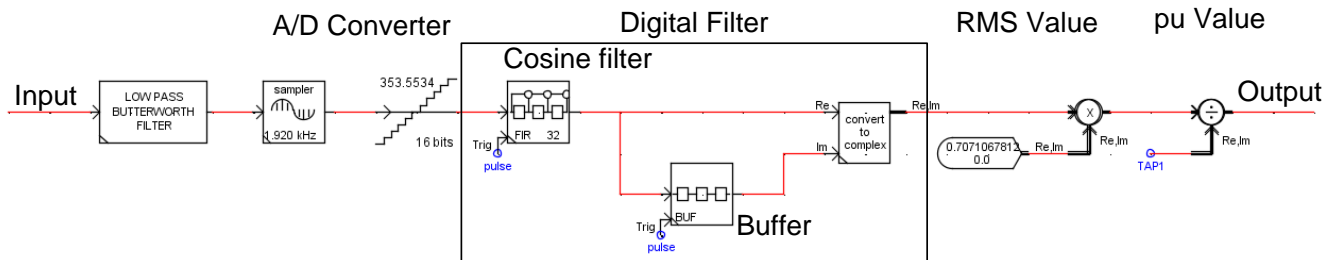 A/D Converter
Digital Filter
RMS Value
pu Value
Input
LOW PASS
BUTTERWORTH
FILTER
sampler
1.920 kHz
353.5534
16 bits
Cosine filter
FIR 32
Trig
pulse
Trig
BUF
pulse
Buffer
Re
Im
convert
to
complex
Re,Im
0.7071067812
0.0
Re,Im
X
Re,Im
TAP1
÷
Output